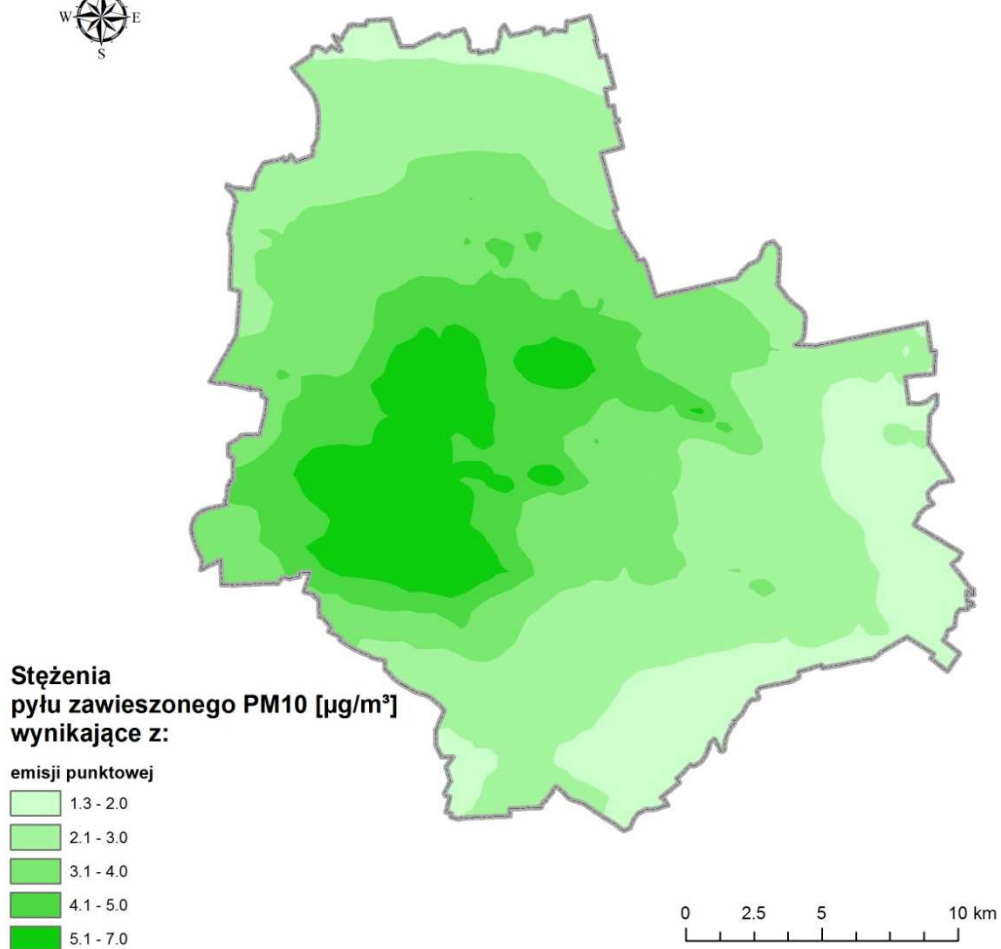 W E
S
Stężenia
pyłu zawieszonego PM10 [µg/m³]
wynikające z:
emisji punktowej
1.3 - 2.0
2.1 - 3.0
3.1 - 4.0
4.1 - 5.0
5.1 - 7.0
0 2.5 5 10 km